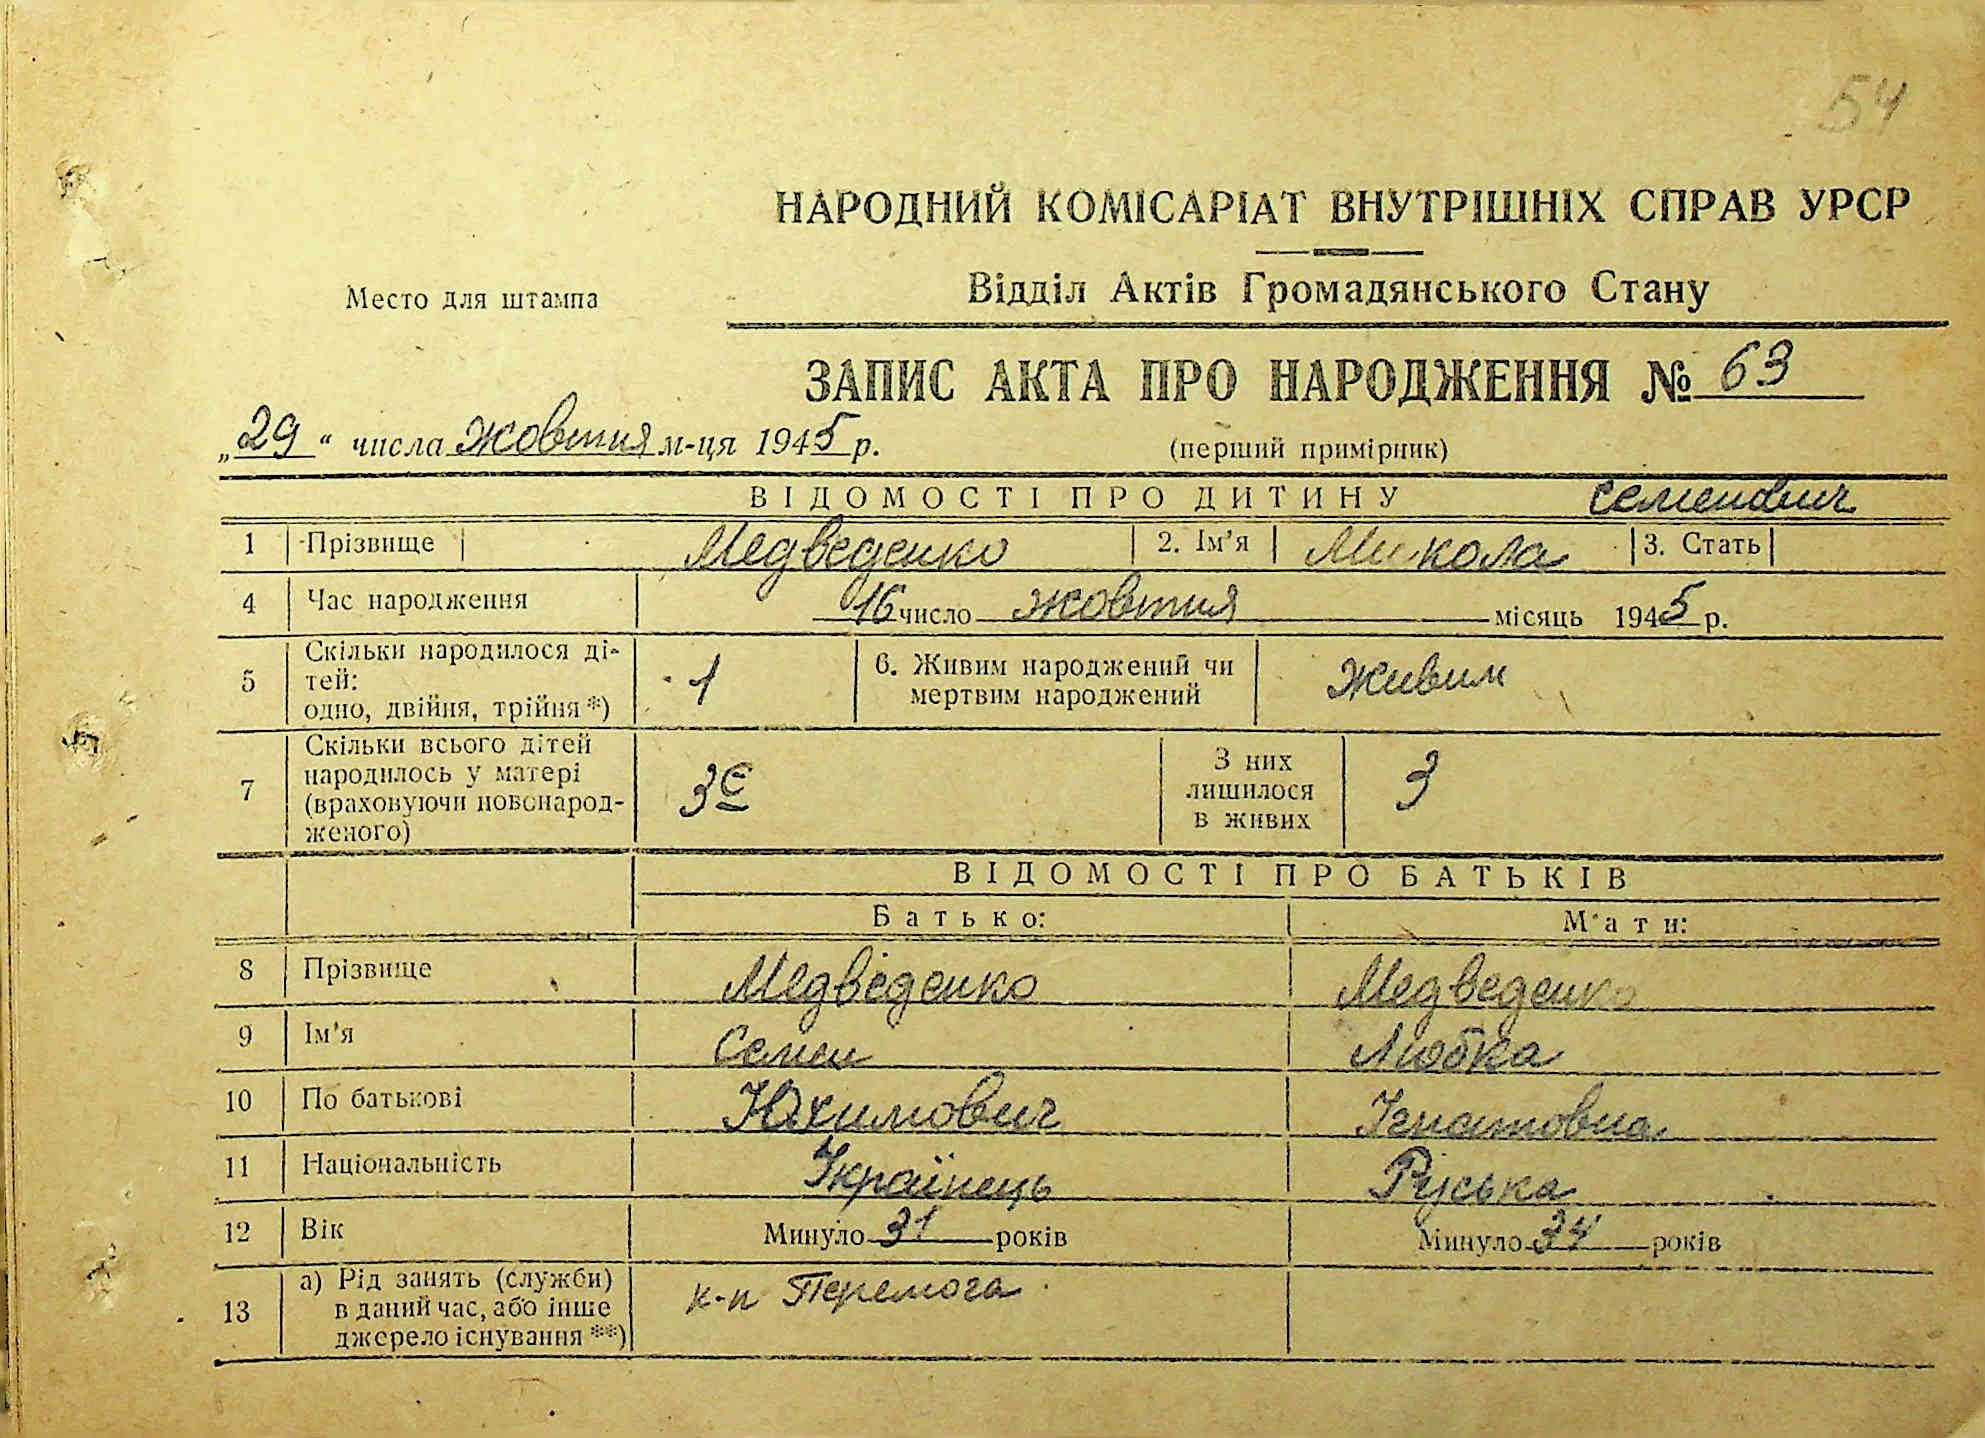 54
НАРОДНИЙ КОМІСАРІАТ ВНУТРІШНІХ СПРАВ УРСР
Место для штампа
Відділ Актів Громадянського Стану
ЗАПИС АКТА ПРО НАРОДЖЕННЯ № 63
„29“ числа жовтня м-ця 1945 р.
(перший примірник)
ВІДОМОСТІ ПРО ДИТИНУ Семенович
1 Прізвище Медведенко 2. Ім'я Микола 3. Стать
4 Час народження 16 число жовтня місяць 1945 р.
5 Скільки народилося ді-
тей:
одно, двійня, трійня *) 1
6. Живим народжений чи
мертвим народжений Живим
7 Скільки всього дітей
народилось у матері
(враховуючи новонарод-
женого) 3є
З них
лишилося
в живих 3
ВІДОМОСТІ ПРО БАТЬКІВ
Батько: Мати:
8 Прізвище Медведенко Медведенко
9 Ім'я Семен Любка
10 По батькові Юхимович Ігнатовна
11 Національність Українець Руська
12 Вік Минуло 31 років Минуло 34 років
13 а) Рід занять (служби)
в даний час, або інше
джерело існування **) к-п Перемога